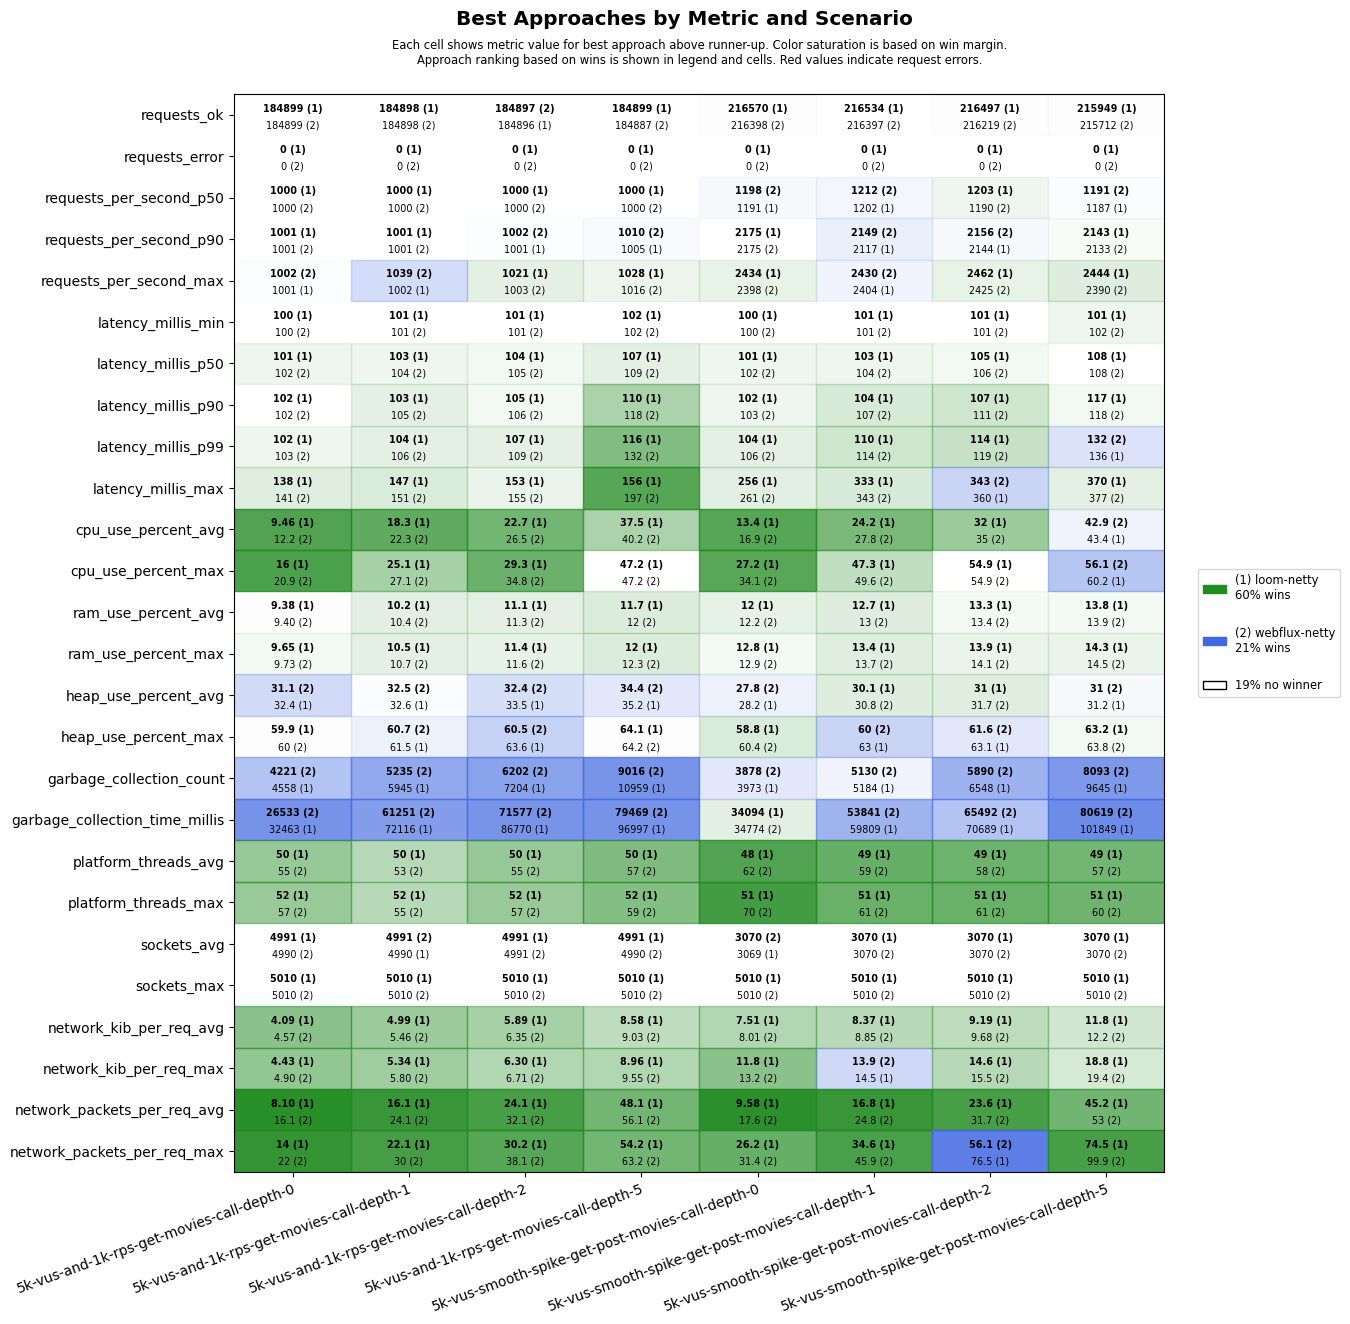 Best Approaches by Metric and Scenario
Each cell shows metric value for best approach above runner-up. Color saturation is based on win margin.
Approach ranking based on wins is shown in legend and cells. Red values indicate request errors.
requests_ok
184899 (1) 184898 (1) 184897 (2) 184899 (1) 216570 (1) 216534 (1) 216497 (1) 215949 (1)
184899 (2) 184898 (2) 184896 (1) 184887 (2) 216398 (2) 216397 (2) 216219 (2) 215712 (2)
requests_error
0 (1) 0 (1) 0 (1) 0 (1) 0 (1) 0 (1) 0 (1) 0 (1)
0 (2) 0 (2) 0 (2) 0 (2) 0 (2) 0 (2) 0 (2) 0 (2)
requests_per_second_p50
1000 (1) 1000 (1) 1000 (1) 1000 (1) 1198 (2) 1212 (2) 1203 (1) 1191 (2)
1000 (2) 1000 (2) 1000 (2) 1000 (2) 1191 (1) 1202 (1) 1190 (2) 1187 (1)
requests_per_second_p90
1001 (1) 1001 (1) 1002 (2) 1010 (2) 2175 (1) 2149 (2) 2156 (2) 2143 (1)
1001 (2) 1001 (2) 1001 (1) 1005 (1) 2175 (2) 2117 (1) 2144 (1) 2133 (2)
requests_per_second_max
1002 (2) 1039 (2) 1021 (1) 1028 (1) 2434 (1) 2430 (2) 2462 (1) 2444 (1)
1001 (1) 1002 (1) 1003 (2) 1016 (2) 2398 (2) 2404 (1) 2425 (2) 2390 (2)
latency_millis_min
100 (1) 101 (1) 101 (1) 102 (1) 100 (1) 101 (1) 101 (1) 101 (1)
100 (2) 101 (2) 101 (2) 102 (2) 100 (2) 101 (2) 101 (2) 102 (2)
latency_millis_p50
101 (1) 103 (1) 104 (1) 107 (1) 101 (1) 103 (1) 105 (1) 108 (1)
102 (2) 104 (2) 105 (2) 109 (2) 102 (2) 104 (2) 106 (2) 108 (2)
latency_millis_p90
102 (1) 103 (1) 105 (1) 110 (1) 102 (1) 104 (1) 107 (1) 117 (1)
102 (2) 105 (2) 106 (2) 118 (2) 103 (2) 107 (2) 111 (2) 118 (2)
latency_millis_p99
102 (1) 104 (1) 107 (1) 116 (1) 104 (1) 110 (1) 114 (1) 132 (2)
103 (2) 106 (2) 109 (2) 132 (2) 106 (2) 114 (2) 119 (2) 136 (1)
latency_millis_max
138 (1) 147 (1) 153 (1) 156 (1) 256 (1) 333 (1) 343 (2) 370 (1)
141 (2) 151 (2) 155 (2) 197 (2) 261 (2) 343 (2) 360 (1) 377 (2)
cpu_use_percent_avg
9.46 (1) 18.3 (1) 22.7 (1) 37.5 (1) 13.4 (1) 24.2 (1) 32 (1) 42.9 (2)
12.2 (2) 22.3 (2) 26.5 (2) 40.2 (2) 16.9 (2) 27.8 (2) 35 (2) 43.4 (1)
cpu_use_percent_max
16 (1) 25.1 (1) 29.3 (1) 47.2 (1) 27.2 (1) 47.3 (1) 54.9 (1) 56.1 (2)
20.9 (2) 27.1 (2) 34.8 (2) 47.2 (2) 34.1 (2) 49.6 (2) 54.9 (2) 60.2 (1)
ram_use_percent_avg
9.38 (1) 10.2 (1) 11.1 (1) 11.7 (1) 12 (1) 12.7 (1) 13.3 (1) 13.8 (1)
9.40 (2) 10.4 (2) 11.3 (2) 12 (2) 12.2 (2) 13 (2) 13.4 (2) 13.9 (2)
ram_use_percent_max
9.65 (1) 10.5 (1) 11.4 (1) 12 (1) 12.8 (1) 13.4 (1) 13.9 (1) 14.3 (1)
9.73 (2) 10.7 (2) 11.6 (2) 12.3 (2) 12.9 (2) 13.7 (2) 14.1 (2) 14.5 (2)
heap_use_percent_avg
31.1 (2) 32.5 (2) 32.4 (2) 34.4 (2) 27.8 (2) 30.1 (1) 31 (1) 31 (2)
32.4 (1) 32.6 (1) 33.5 (1) 35.2 (1) 28.2 (1) 30.8 (2) 31.7 (2) 31.2 (1)
heap_use_percent_max
59.9 (1) 60.7 (2) 60.5 (2) 64.1 (1) 58.8 (1) 60 (2) 61.6 (2) 63.2 (1)
60 (2) 61.5 (1) 63.6 (1) 64.2 (2) 60.4 (2) 63 (1) 63.1 (1) 63.8 (2)
garbage_collection_count
4221 (2) 5235 (2) 6202 (2) 9016 (2) 3878 (2) 5130 (2) 5890 (2) 8093 (2)
4558 (1) 5945 (1) 7204 (1) 10959 (1) 3973 (1) 5184 (1) 6548 (1) 9645 (1)
garbage_collection_time_millis
26533 (2) 61251 (2) 71577 (2) 79469 (2) 34094 (1) 53841 (2) 65492 (2) 80619 (2)
32463 (1) 72116 (1) 86770 (1) 96997 (1) 34774 (2) 59809 (1) 70689 (1) 101849 (1)
platform_threads_avg
50 (1) 50 (1) 50 (1) 50 (1) 48 (1) 49 (1) 49 (1) 49 (1)
55 (2) 53 (2) 55 (2) 57 (2) 62 (2) 59 (2) 58 (2) 57 (2)
platform_threads_max
52 (1) 52 (1) 52 (1) 52 (1) 51 (1) 51 (1) 51 (1) 51 (1)
57 (2) 55 (2) 57 (2) 59 (2) 70 (2) 61 (2) 61 (2) 60 (2)
sockets_avg
4991 (1) 4991 (2) 4991 (1) 4991 (1) 3070 (2) 3070 (1) 3070 (1) 3070 (1)
4990 (2) 4990 (1) 4991 (2) 4990 (2) 3069 (1) 3070 (2) 3070 (2) 3070 (2)
sockets_max
5010 (1) 5010 (1) 5010 (1) 5010 (1) 5010 (1) 5010 (1) 5010 (1) 5010 (1)
5010 (2) 5010 (2) 5010 (2) 5010 (2) 5010 (2) 5010 (2) 5010 (2) 5010 (2)
network_kib_per_req_avg
4.09 (1) 4.99 (1) 5.89 (1) 8.58 (1) 7.51 (1) 8.37 (1) 9.19 (1) 11.8 (1)
4.57 (2) 5.46 (2) 6.35 (2) 9.03 (2) 8.01 (2) 8.85 (2) 9.68 (2) 12.2 (2)
network_kib_per_req_max
4.43 (1) 5.34 (1) 6.30 (1) 8.96 (1) 11.8 (1) 13.9 (2) 14.6 (1) 18.8 (1)
4.90 (2) 5.80 (2) 6.71 (2) 9.55 (2) 13.2 (2) 14.5 (1) 15.5 (2) 19.4 (2)
network_packets_per_req_avg
8.10 (1) 16.1 (1) 24.1 (1) 48.1 (1) 9.58 (1) 16.8 (1) 23.6 (1) 45.2 (1)
16.1 (2) 24.1 (2) 32.1 (2) 56.1 (2) 17.6 (2) 24.8 (2) 31.7 (2) 53 (2)
network_packets_per_req_max
14 (1) 22.1 (1) 30.2 (1) 54.2 (1) 26.2 (1) 34.6 (1) 56.1 (2) 74.5 (1)
22 (2) 30 (2) 38.1 (2) 63.2 (2) 31.4 (2) 45.9 (2) 76.5 (1) 99.9 (2)
5k-vus-and-1k-rps-get-movies-call-depth-0
5k-vus-and-1k-rps-get-movies-call-depth-1
5k-vus-and-1k-rps-get-movies-call-depth-2
5k-vus-and-1k-rps-get-movies-call-depth-5
5k-vus-smooth-spike-get-post-movies-call-depth-0
5k-vus-smooth-spike-get-post-movies-call-depth-1
5k-vus-smooth-spike-get-post-movies-call-depth-2
5k-vus-smooth-spike-get-post-movies-call-depth-5
(1) loom-netty
60% wins
(2) webflux-netty
21% wins
19% no winner